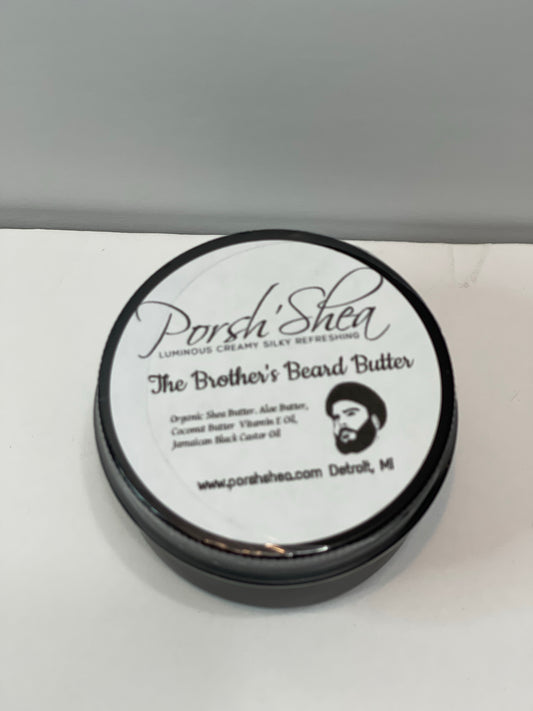 Porsh'Shea
LUMINOUS CREAMY SILKY REFRESHING
The Brother's Beard Butter
Organic Shea Butter. Aloe Butter,
Coconut Butter Vitamin E Oil,
Jamaican Black Castor Oil
www.porshshea.com Detroit, MI